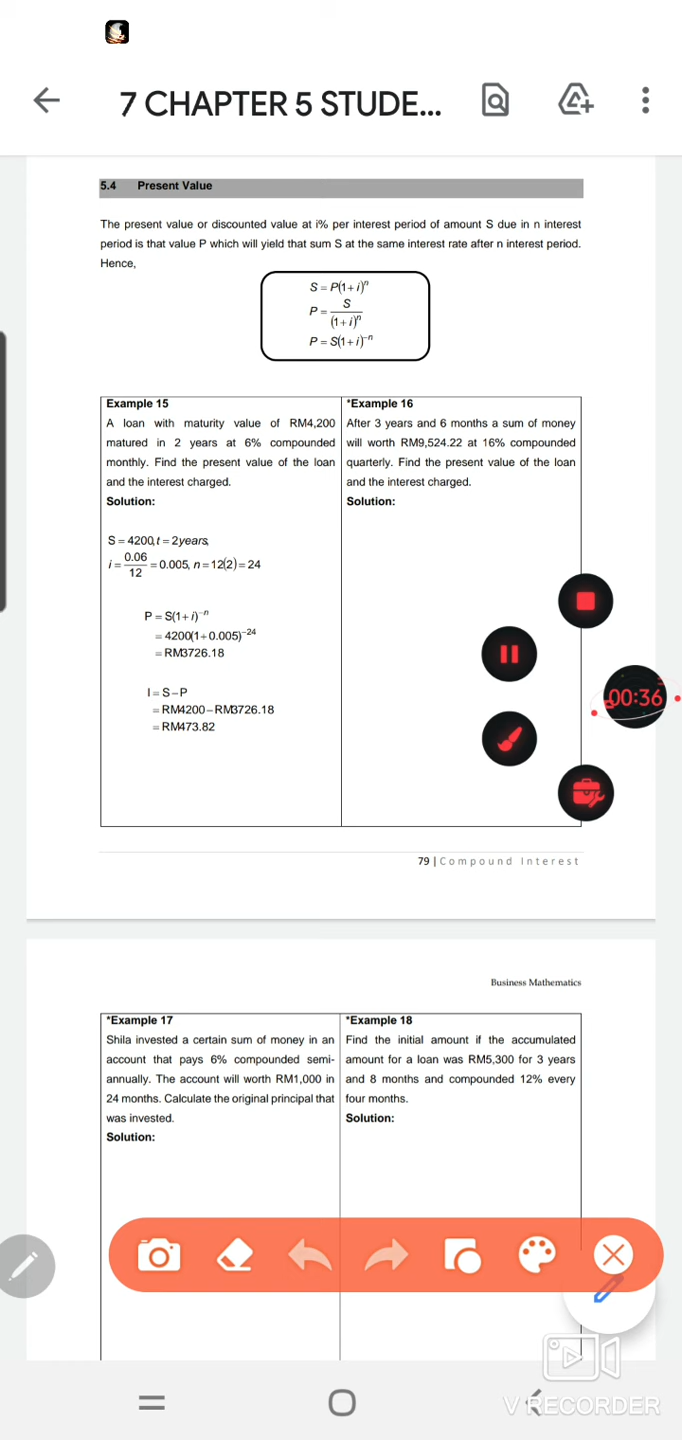 7 CHAPTER 5 STUDE...
5.4 Present Value
The present value or discounted value at i% per interest period of amount S due in n interest
period is that value P which will yield that sum S at the same interest rate after n interest period.
Hence,
S = P(1+ i)ⁿ
P = S/(1+ i)ⁿ
P = S(1+ i)⁻ⁿ
Example 15
A loan with maturity value of RM4,200
matured in 2 years at 6% compounded
monthly. Find the present value of the loan
and the interest charged.
Solution:
S = 4200, t = 2years,
i = 0.06/12 = 0.005, n = 12(2) = 24
P = S(1+ i)⁻ⁿ
= 4200(1+0.005)⁻²⁴
= RM3726.18
I = S – P
= RM4200 – RM3726.18
= RM473.82
*Example 16
After 3 years and 6 months a sum of money
will worth RM9,524.22 at 16% compounded
quarterly. Find the present value of the loan
and the interest charged.
Solution:
00:36
79 | Compound Interest
Business Mathematics
*Example 17
Shila invested a certain sum of money in an
account that pays 6% compounded semi-
annually. The account will worth RM1,000 in
24 months. Calculate the original principal that
was invested.
Solution:
*Example 18
Find the initial amount if the accumulated
amount for a loan was RM5,300 for 3 years
and 8 months and compounded 12% every
four months.
Solution:
V RECORDER